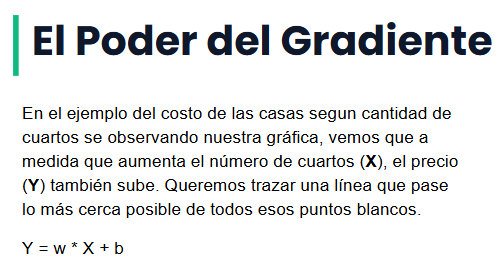 El Poder del Gradiente
En el ejemplo del costo de las casas segun cantidad de
cuartos se observando nuestra gráfica, vemos que a
medida que aumenta el número de cuartos (X), el precio
(Y) también sube. Queremos trazar una línea que pase
lo más cerca posible de todos esos puntos blancos.
Y = w * X + b